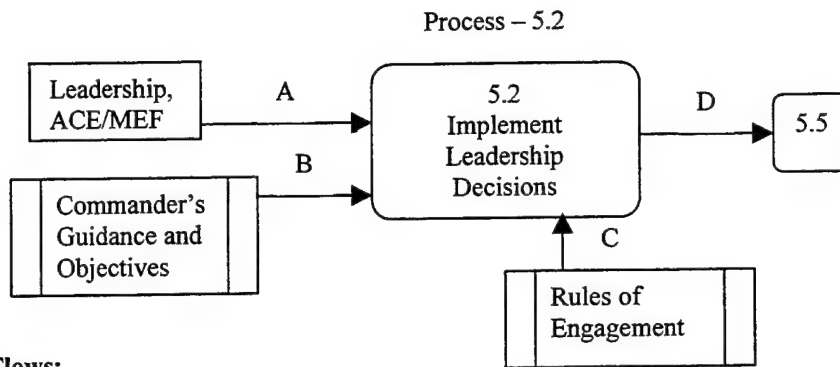 Process – 5.2
Leadership,
ACE/MEF
A
5.2
Implement
Leadership
Decisions
D
5.5
B
Commander's
Guidance and
Objectives
C
Rules of
Engagement
Flows: